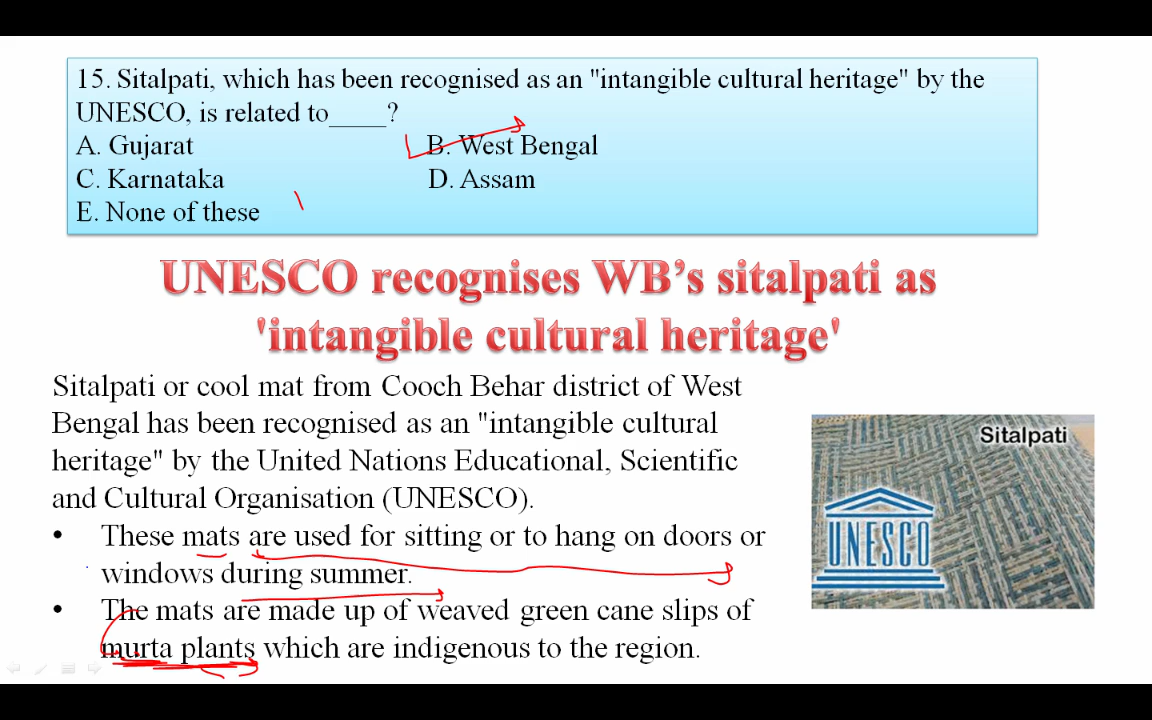 15. Sitalpati, which has been recognised as an "intangible cultural heritage" by the
UNESCO, is related to____?
A. Gujarat B. West Bengal
C. Karnataka D. Assam
E. None of these
UNESCO recognises WB’s sitalpati as
'intangible cultural heritage'
Sitalpati or cool mat from Cooch Behar district of West
Bengal has been recognised as an "intangible cultural
heritage" by the United Nations Educational, Scientific
and Cultural Organisation (UNESCO).
• These mats are used for sitting or to hang on doors or
windows during summer.
• The mats are made up of weaved green cane slips of
murta plants which are indigenous to the region.
Sitalpati
UNESCO